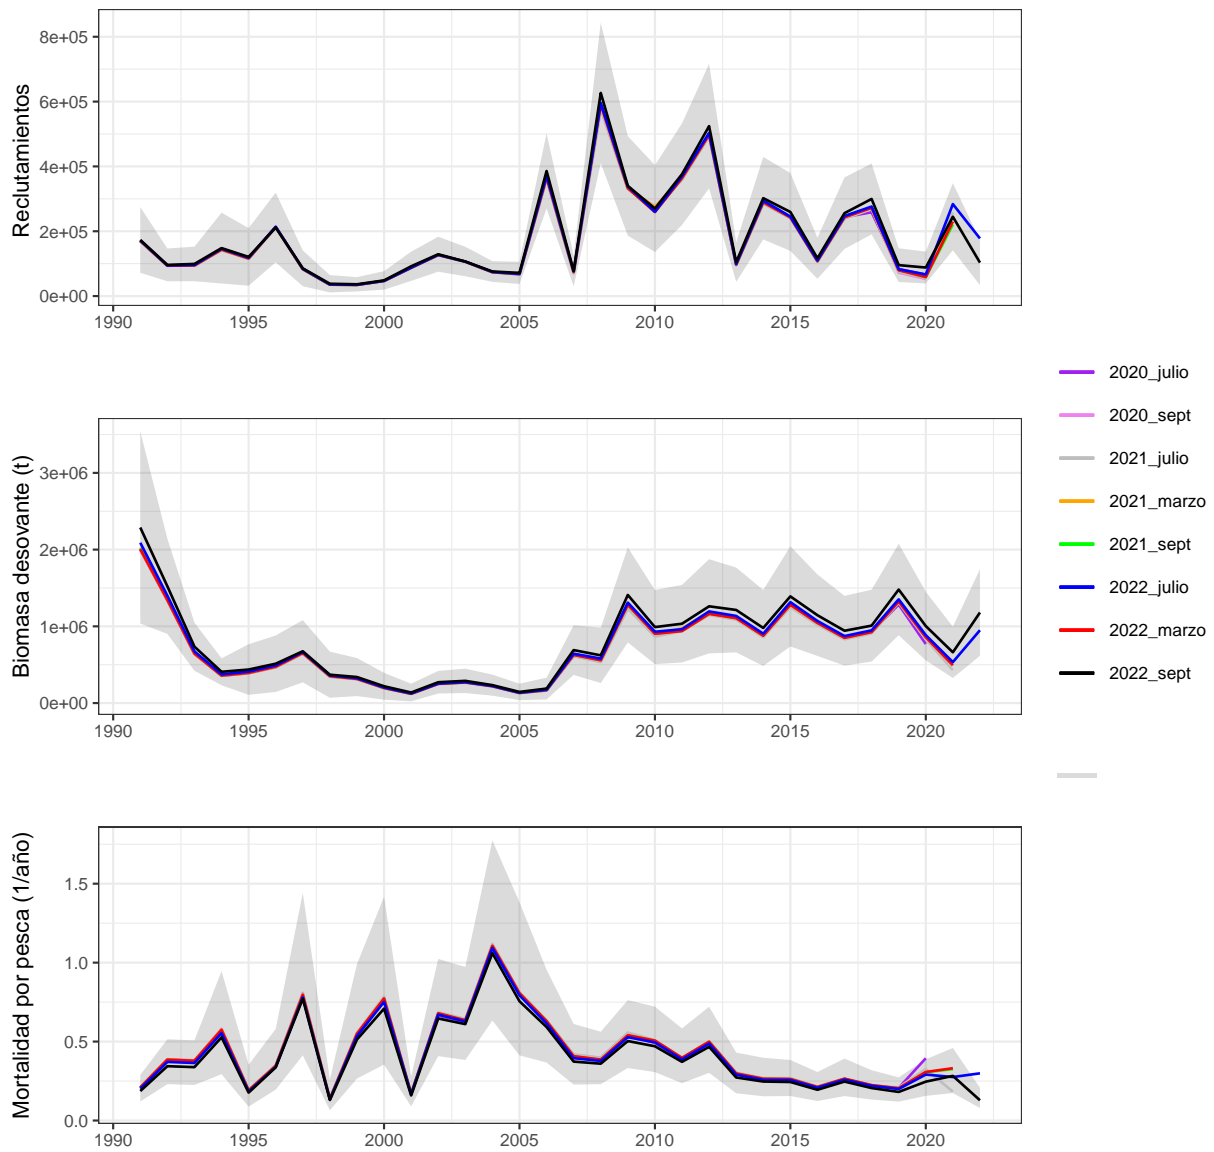 Reclutamientos
8e+05
6e+05
4e+05
2e+05
0e+00
1990 1995 2000 2005 2010 2015 2020
Biomasa desovante (t)
3e+06
2e+06
1e+06
0e+00
1990 1995 2000 2005 2010 2015 2020
Mortalidad por pesca (1/año)
1.5
1.0
0.5
0.0
1990 1995 2000 2005 2010 2015 2020
2020_julio
2020_sept
2021_julio
2021_marzo
2021_sept
2022_julio
2022_marzo
2022_sept